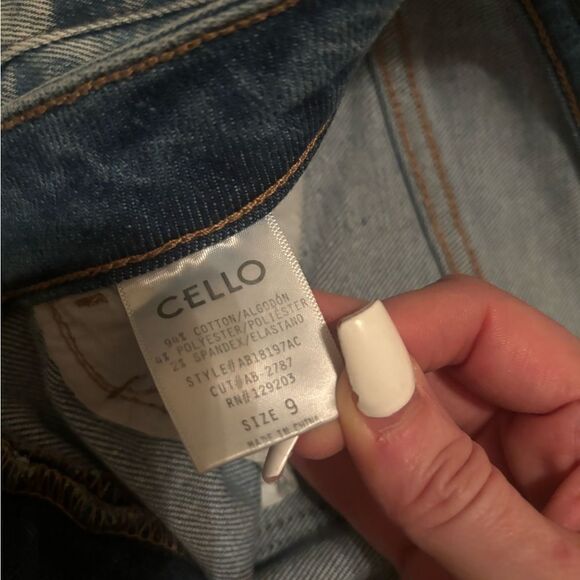 CELLO
94% COTTON/ALGODÓN
4% POLYESTER/POLIÉSTER
2% SPANDEX/ELASTANO
STYLE#AB18197AC
CUT#AB-2787
RN#129203
SIZE 9
MADE IN CHINA